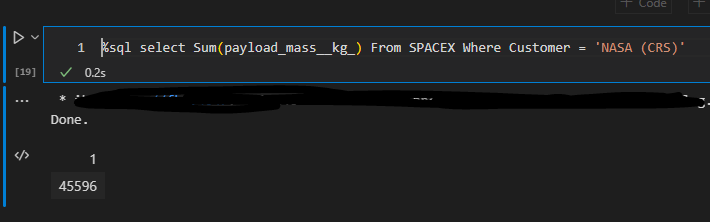 + Code
1 %sql select Sum(payload_mass__kg_) From SPACEX Where Customer = 'NASA (CRS)'
[19] ✓ 0.2s
... *
Done.
</> 1
45596